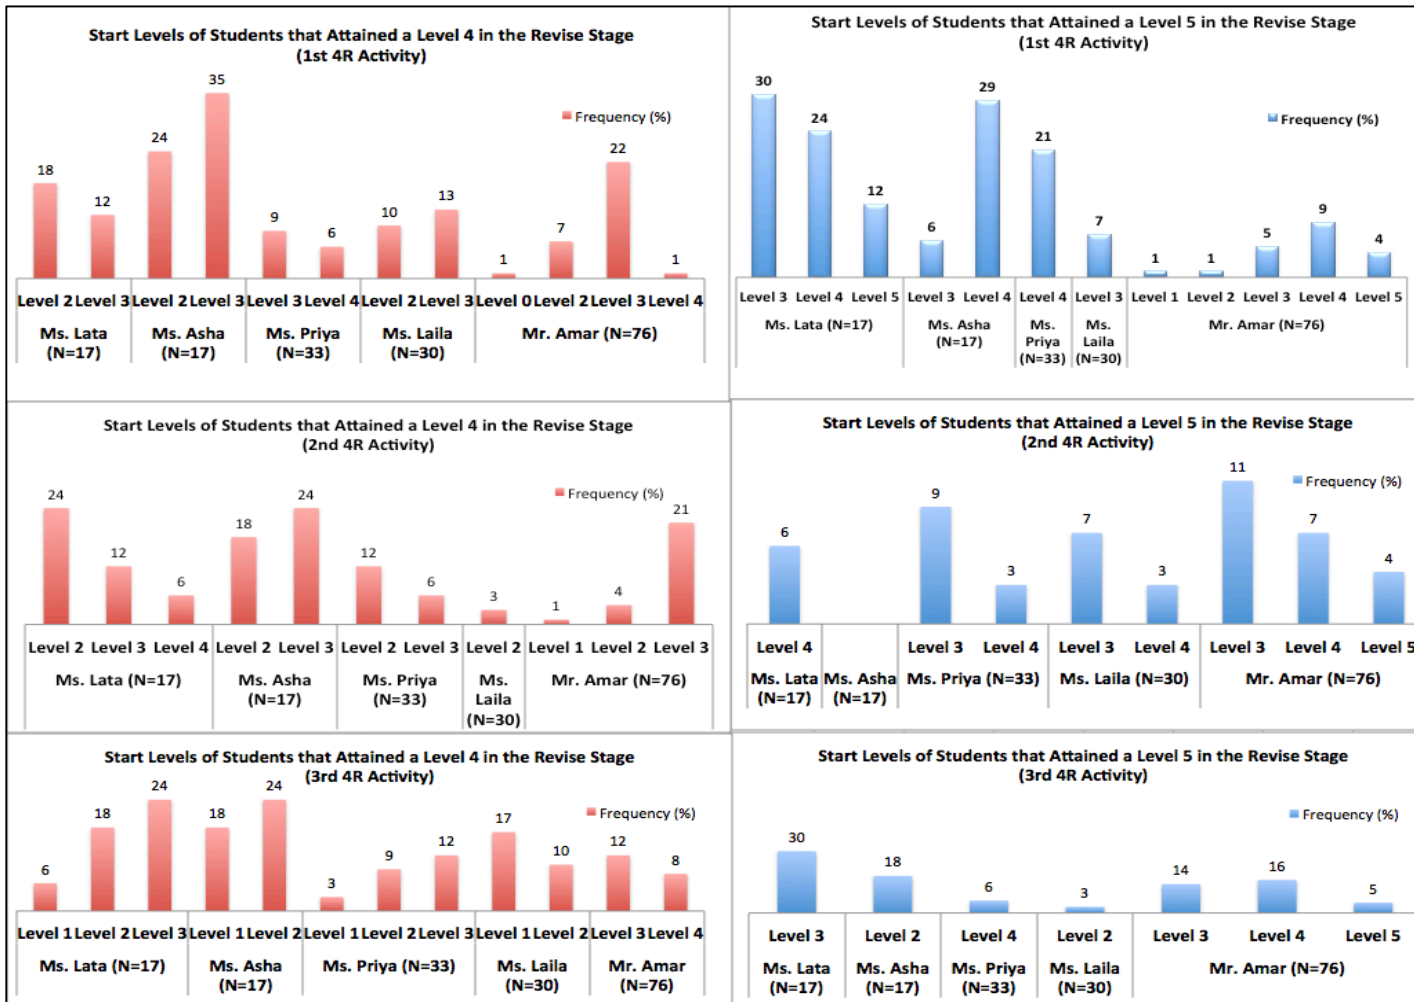 Start Levels of Students that Attained a Level 4 in the Revise Stage
(1st 4R Activity)
35
Frequency (%)
24
22
18
12
13
9
10
6
7
1
1
Level 2 Level 3 Level 2 Level 3 Level 3 Level 4 Level 2 Level 3 Level 0 Level 2 Level 3 Level 4
Ms. Lata Ms. Asha Ms. Priya Ms. Laila Mr. Amar (N=76)
(N=17) (N=17) (N=33) (N=30)
Start Levels of Students that Attained a Level 5 in the Revise Stage
(1st 4R Activity)
30
29
Frequency (%)
24
21
12
6
7
1
1
5
9
4
Level 3 Level 4 Level 5 Level 3 Level 4 Level 4 Level 3 Level 1 Level 2 Level 3 Level 4 Level 5
Ms. Lata (N=17) Ms. Asha Ms. Ms. Mr. Amar (N=76)
(N=17) Priya Laila
(N=33) (N=30)
Start Levels of Students that Attained a Level 4 in the Revise Stage
(2nd 4R Activity)
24
24
Frequency (%)
21
18
12
12
6
6
3
1
4
Level 2 Level 3 Level 4 Level 2 Level 3 Level 2 Level 3 Level 2 Level 1 Level 2 Level 3
Ms. Lata (N=17) Ms. Asha Ms. Priya Ms. Mr. Amar (N=76)
(N=17) (N=33) Laila
(N=30)
Start Levels of Students that Attained a Level 5 in the Revise Stage
(2nd 4R Activity)
11
Frequency (%)
9
6
7
7
3
3
4
Level 4 Level 3 Level 4 Level 3 Level 4 Level 3 Level 4 Level 5
Ms. Lata Ms. Asha Ms. Priya (N=33) Ms. Laila (N=30) Mr. Amar (N=76)
(N=17) (N=17)
Start Levels of Students that Attained a Level 4 in the Revise Stage
(3rd 4R Activity)
24
24
Frequency (%)
18
18
17
6
3
9
12
10
12
8
Level 1 Level 2 Level 3 Level 1 Level 2 Level 1 Level 2 Level 3 Level 1 Level 2 Level 3 Level 4
Ms. Lata (N=17) Ms. Asha Ms. Priya (N=33) Ms. Laila Mr. Amar
(N=17) (N=30) (N=76)
Start Levels of Students that Attained a Level 5 in the Revise Stage
(3rd 4R Activity)
Frequency (%)
30
18
6
3
14
16
5
Level 3 Level 2 Level 4 Level 2 Level 3 Level 4 Level 5
Ms. Lata Ms. Asha Ms. Priya Ms. Laila Mr. Amar (N=76)
(N=17) (N=17) (N=33) (N=30)